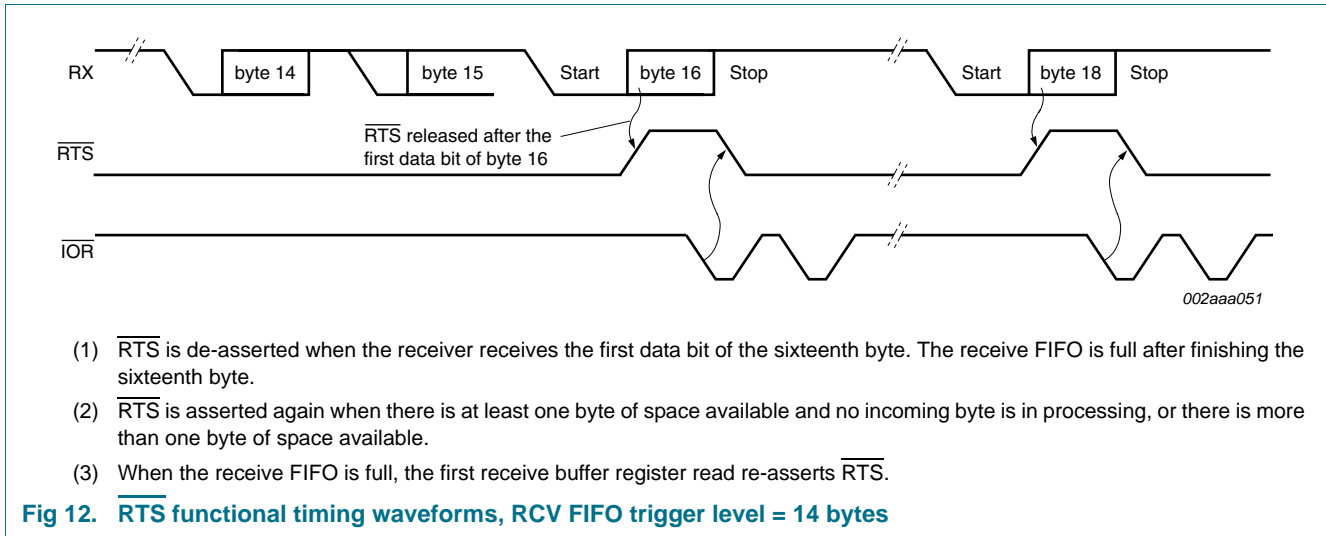 RX byte 14 byte 15 Start byte 16 Stop Start byte 18 Stop
RTS released after the
first data bit of byte 16
RTS
IOR
002aaa051
(1) RTS is de-asserted when the receiver receives the first data bit of the sixteenth byte. The receive FIFO is full after finishing the
sixteenth byte.
(2) RTS is asserted again when there is at least one byte of space available and no incoming byte is in processing, or there is more
than one byte of space available.
(3) When the receive FIFO is full, the first receive buffer register read re-asserts RTS.
Fig 12. RTS functional timing waveforms, RCV FIFO trigger level = 14 bytes